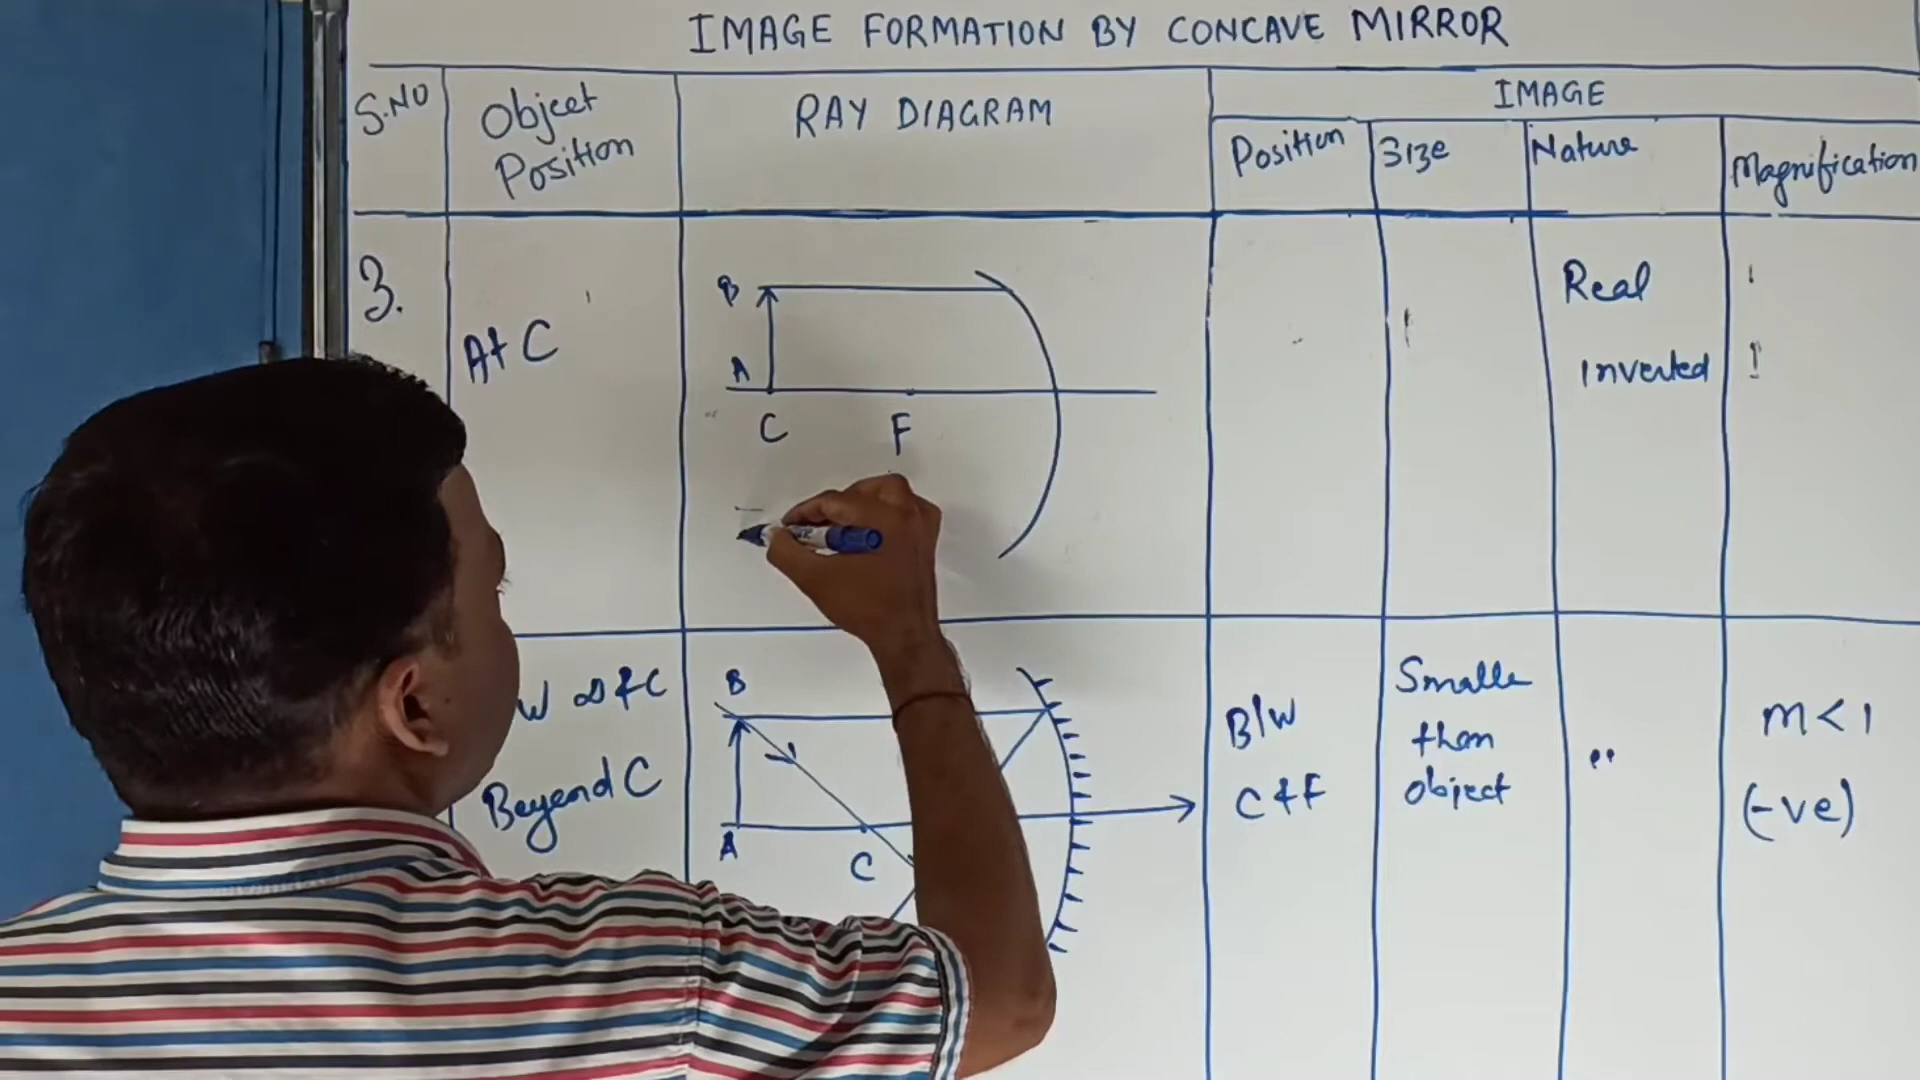 IMAGE FORMATION BY CONCAVE MIRROR
S.NO
Object
Position
RAY DIAGRAM
IMAGE
Position
Size
Nature
Magnification
3.
At C
B
A
C
F
Real
Inverted
W ∞ & C
Beyond C
B
A
C
B/W
C & F
Smalle
than
object
"
m < 1
(-ve)